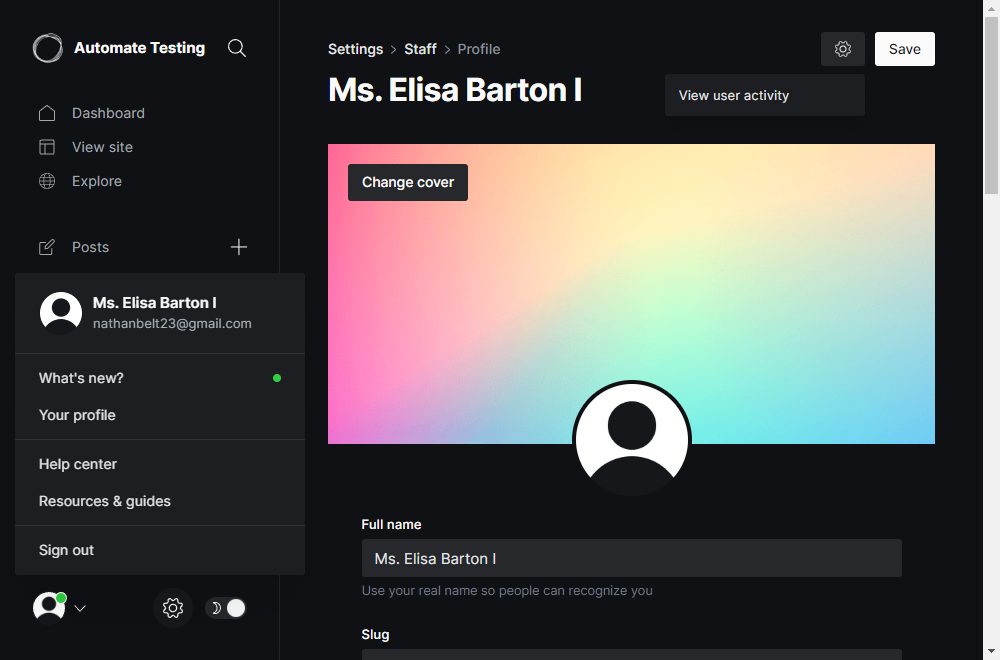 Automate Testing
Dashboard
View site
Explore
Posts
Ms. Elisa Barton I
nathanbelt23@gmail.com
What's new?
Your profile
Help center
Resources & guides
Sign out
Settings > Staff > Profile
Save
Ms. Elisa Barton I
View user activity
Change cover
Full name
Ms. Elisa Barton I
Use your real name so people can recognize you
Slug